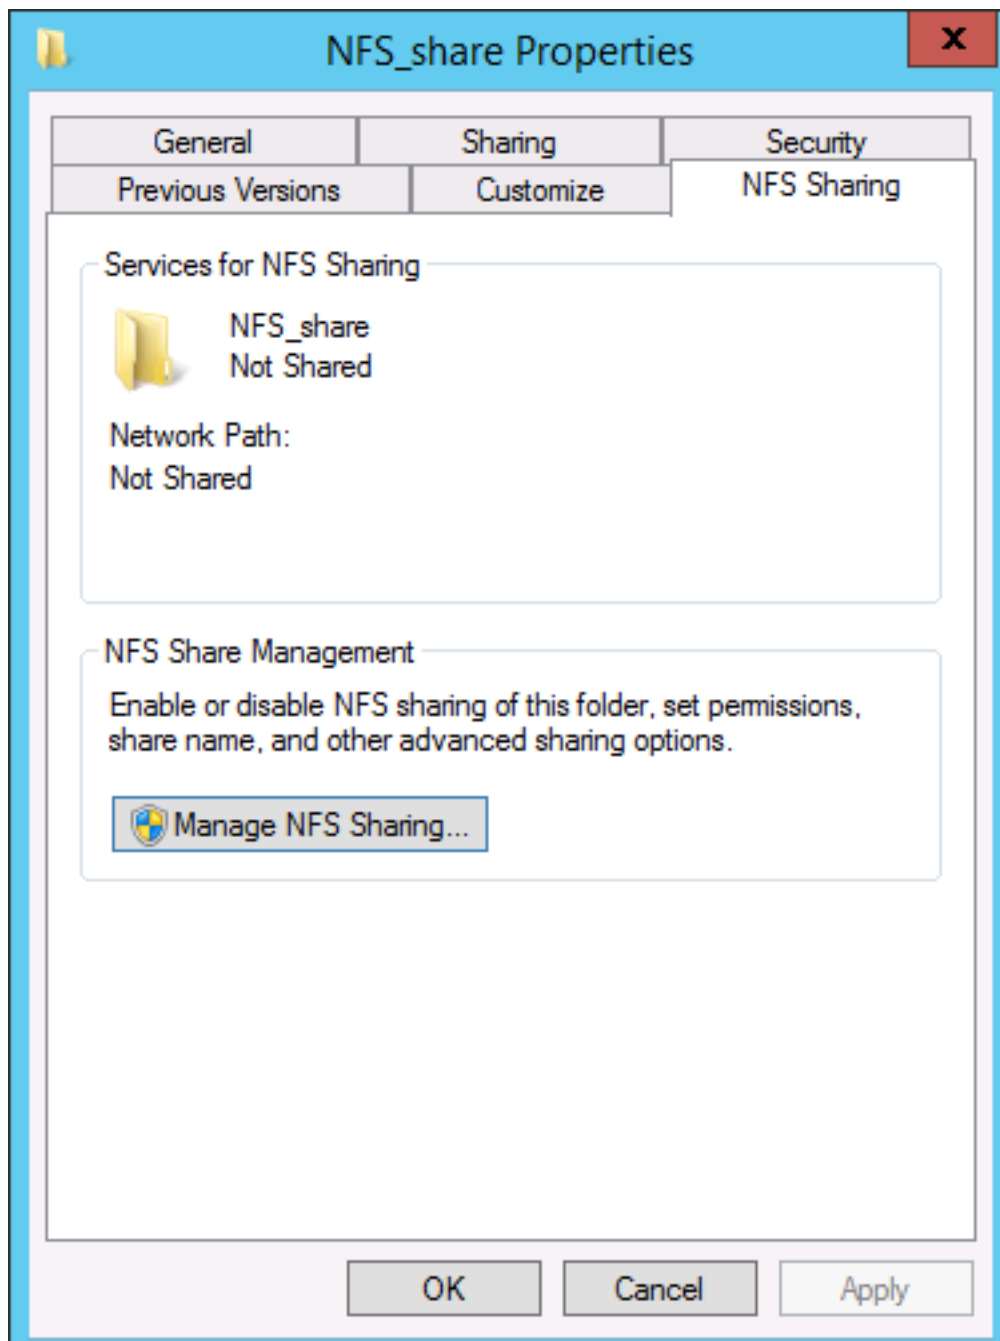 NFS_share Properties
x
General
Sharing
Security
Previous Versions
Customize
NFS Sharing
Services for NFS Sharing
NFS_share
Not Shared
Network Path:
Not Shared
NFS Share Management
Enable or disable NFS sharing of this folder, set permissions,
share name, and other advanced sharing options.
Manage NFS Sharing...
OK
Cancel
Apply